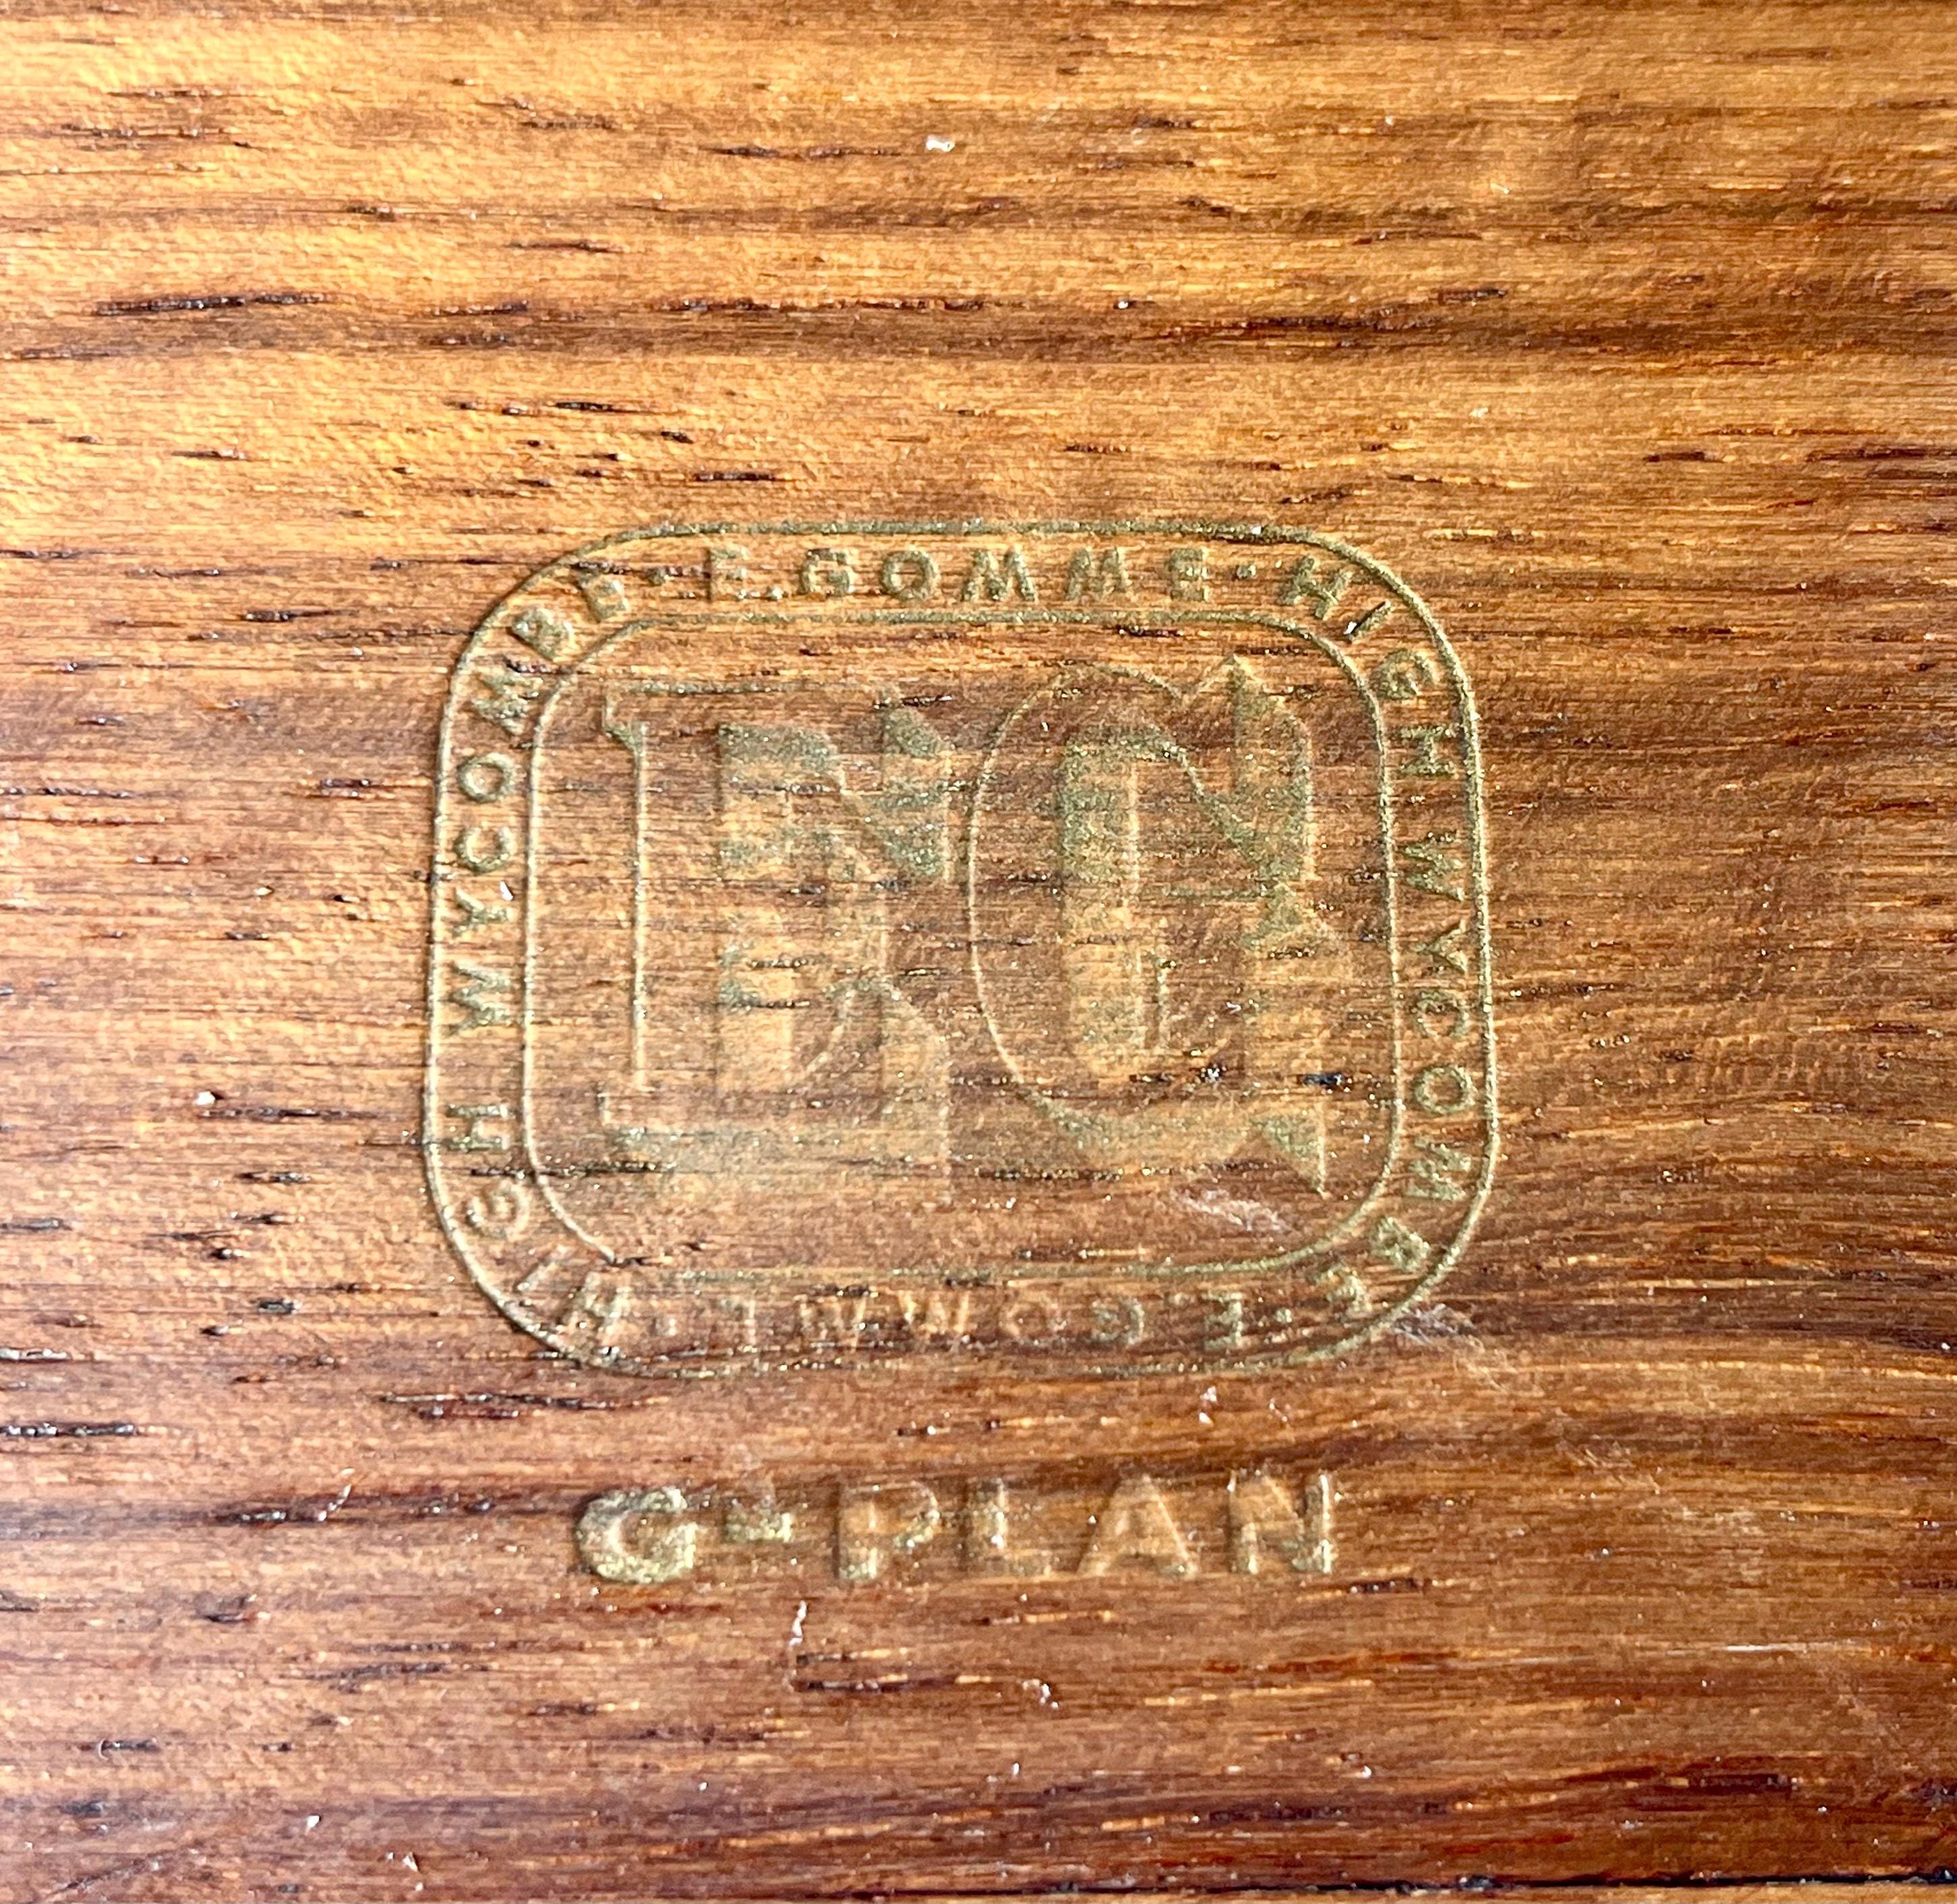 · E.GOMME · HIGH WYCOMBE · E.GOMME · HIGH WYCOMBE
EG
G-PLAN